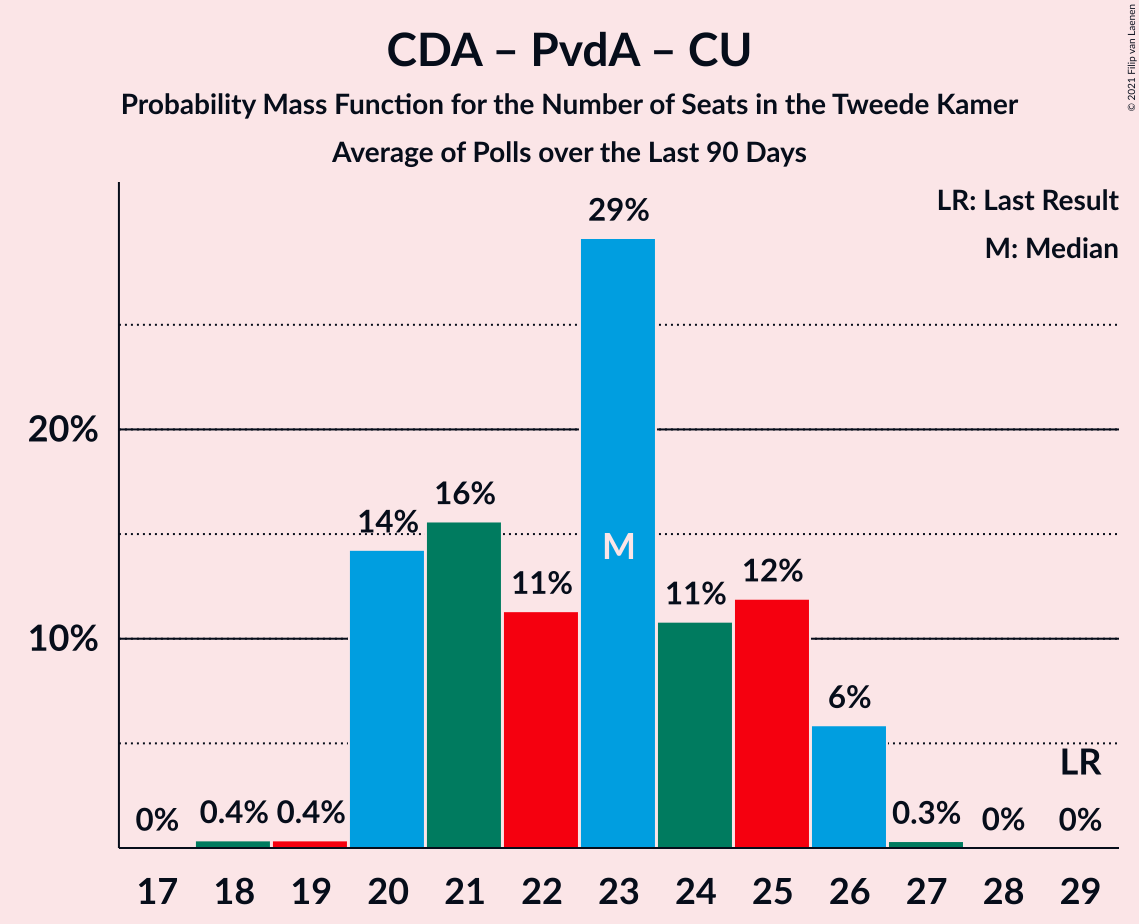 CDA – PvdA – CU
Probability Mass Function for the Number of Seats in the Tweede Kamer
Average of Polls over the Last 90 Days
© 2021 Filip van Laenen
LR: Last Result
M: Median
29%
20%
16%
14%
M
11%
12%
11%
10%
6%
LR
0%
0.4%
0.4%
0.3%
0%
0%
17 18 19 20 21 22 23 24 25 26 27 28 29